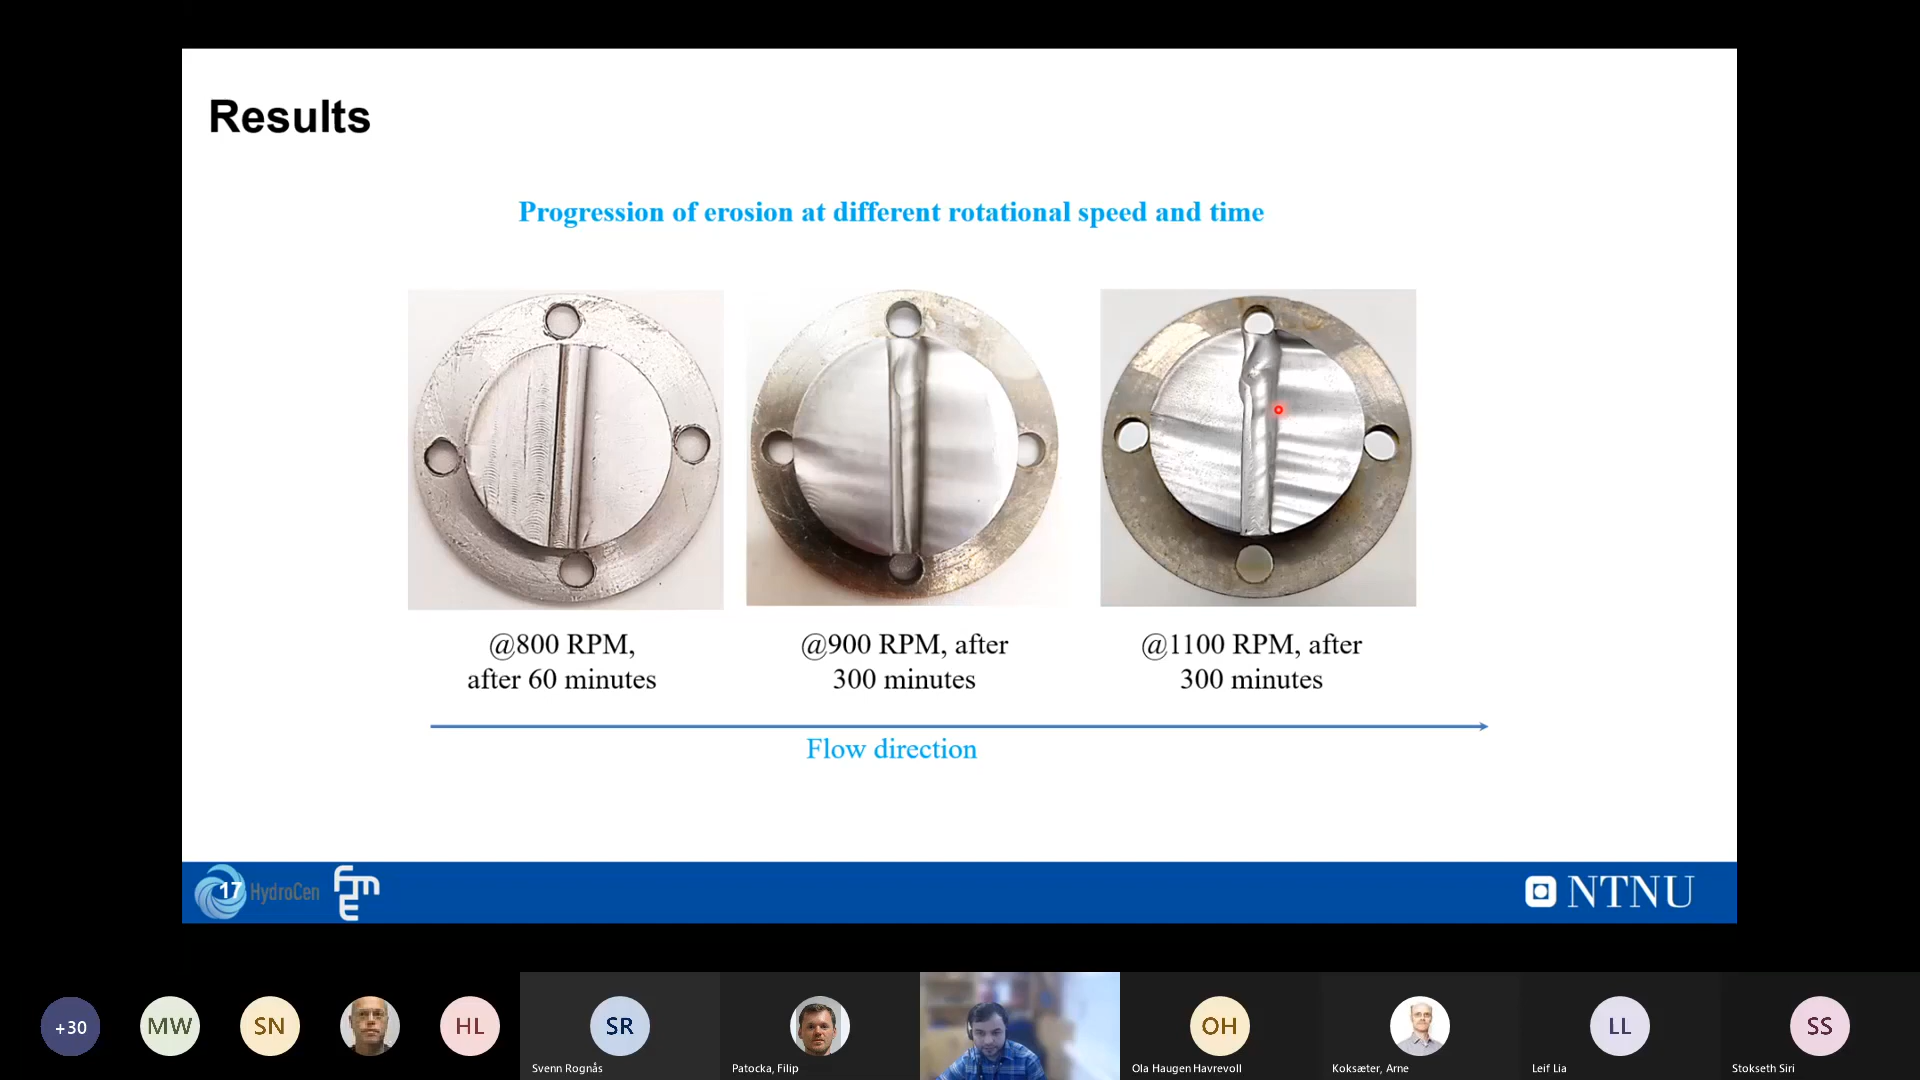 Results
Progression of erosion at different rotational speed and time
@800 RPM,
after 60 minutes
@900 RPM, after
300 minutes
@1100 RPM, after
300 minutes
Flow direction
17
HydroCen
FME
NTNU
+30
MW
SN
HL
SR
OH
LL
SS
Svenn Rognås
Patocka, Filip
Ola Haugen Havrevoll
Koksæter, Arne
Leif Lia
Stokseth Siri